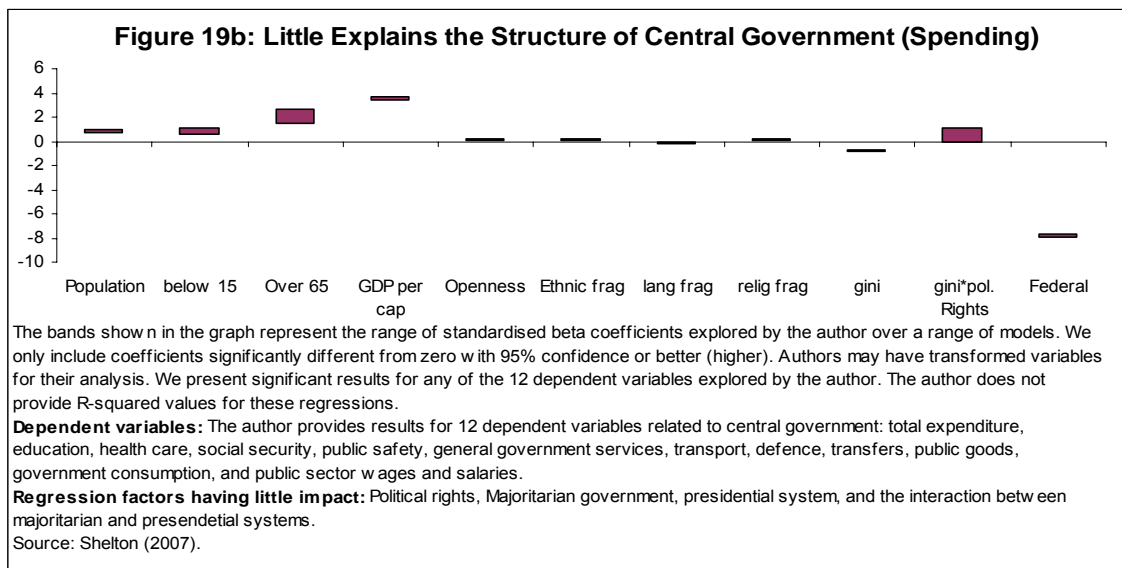 Figure 19b: Little Explains the Structure of Central Government (Spending)
6
4
2
0
-2
-4
-6
-8
-10
Population below 15 Over 65 GDP per cap Openness Ethnic frag lang frag relig frag gini gini*pol. Rights Federal
The bands shown in the graph represent the range of standardised beta coefficients explored by the author over a range of models. We
only include coefficients significantly different from zero with 95% confidence or better (higher). Authors may have transformed variables
for their analysis. We present significant results for any of the 12 dependent variables explored by the author. The author does not
provide R-squared values for these regressions.
Dependent variables: The author provides results for 12 dependent variables related to central government: total expenditure,
education, health care, social security, public safety, general government services, transport, defence, transfers, public goods,
government consumption, and public sector wages and salaries.
Regression factors having little impact: Political rights, Majoritarian government, presidential system, and the interaction between
majoritarian and presendetial systems.
Source: Shelton (2007).